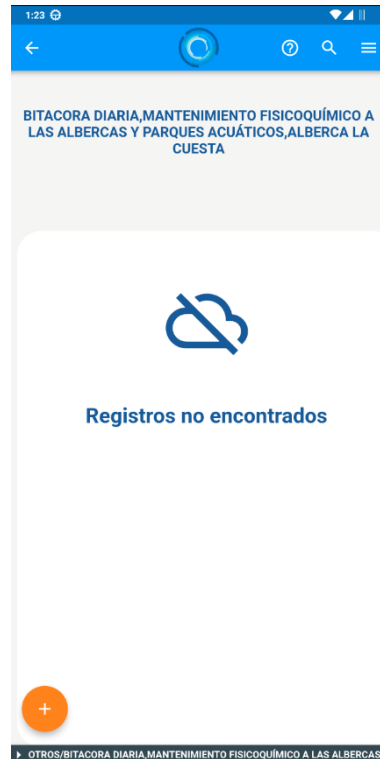 1:23
BITACORA DIARIA,MANTENIMIENTO FISICOQUÍMICO A
LAS ALBERCAS Y PARQUES ACUÁTICOS,ALBERCA LA
CUESTA
Registros no encontrados
OTROS/BITACORA DIARIA,MANTENIMIENTO FISICOQUÍMICO A LAS ALBERCAS